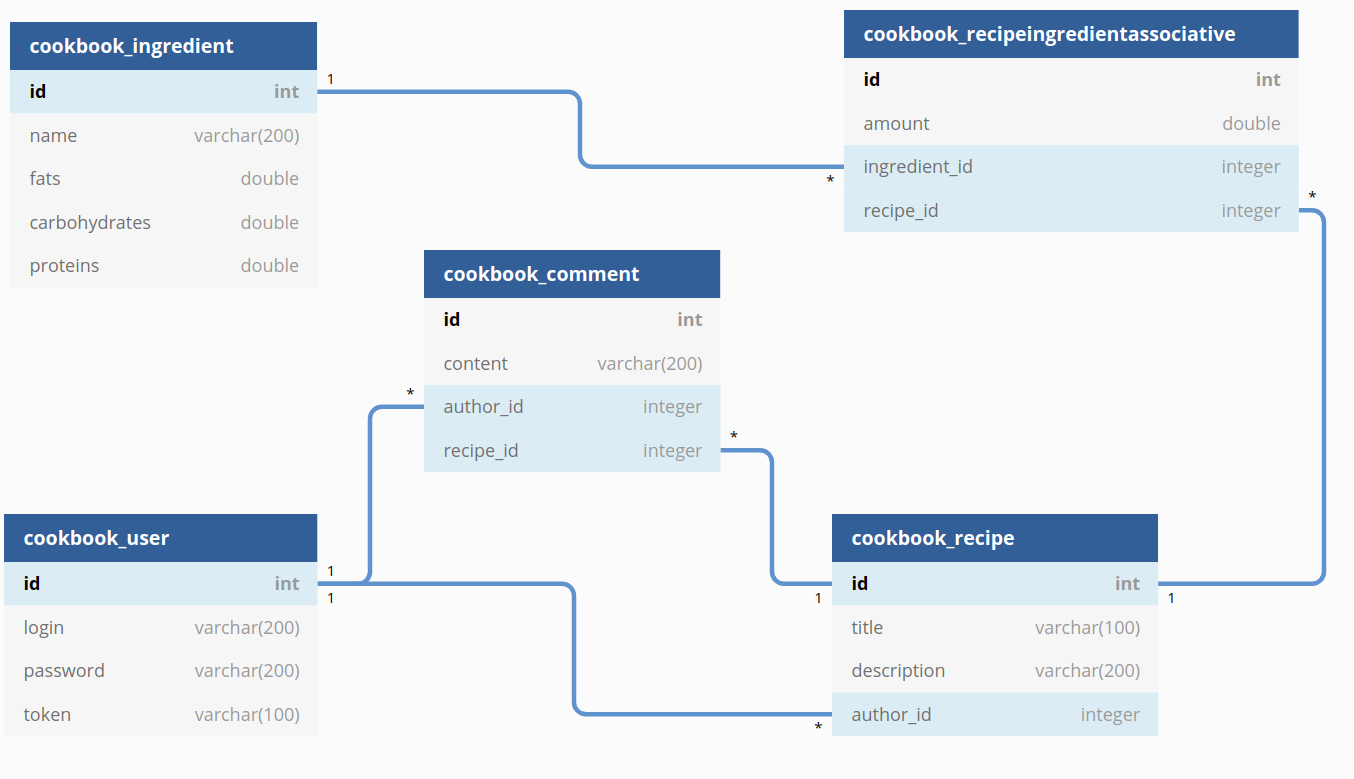 cookbook_ingredient
id int
name varchar(200)
fats double
carbohydrates double
proteins double
1
*
cookbook_recipeingredientassociative
id int
amount double
ingredient_id integer
recipe_id integer
*
cookbook_comment
id int
content varchar(200)
author_id integer
recipe_id integer
*
*
cookbook_user
id int
login varchar(200)
password varchar(200)
token varchar(100)
1
1
cookbook_recipe
id int
title varchar(100)
description varchar(200)
author_id integer
1
1
*